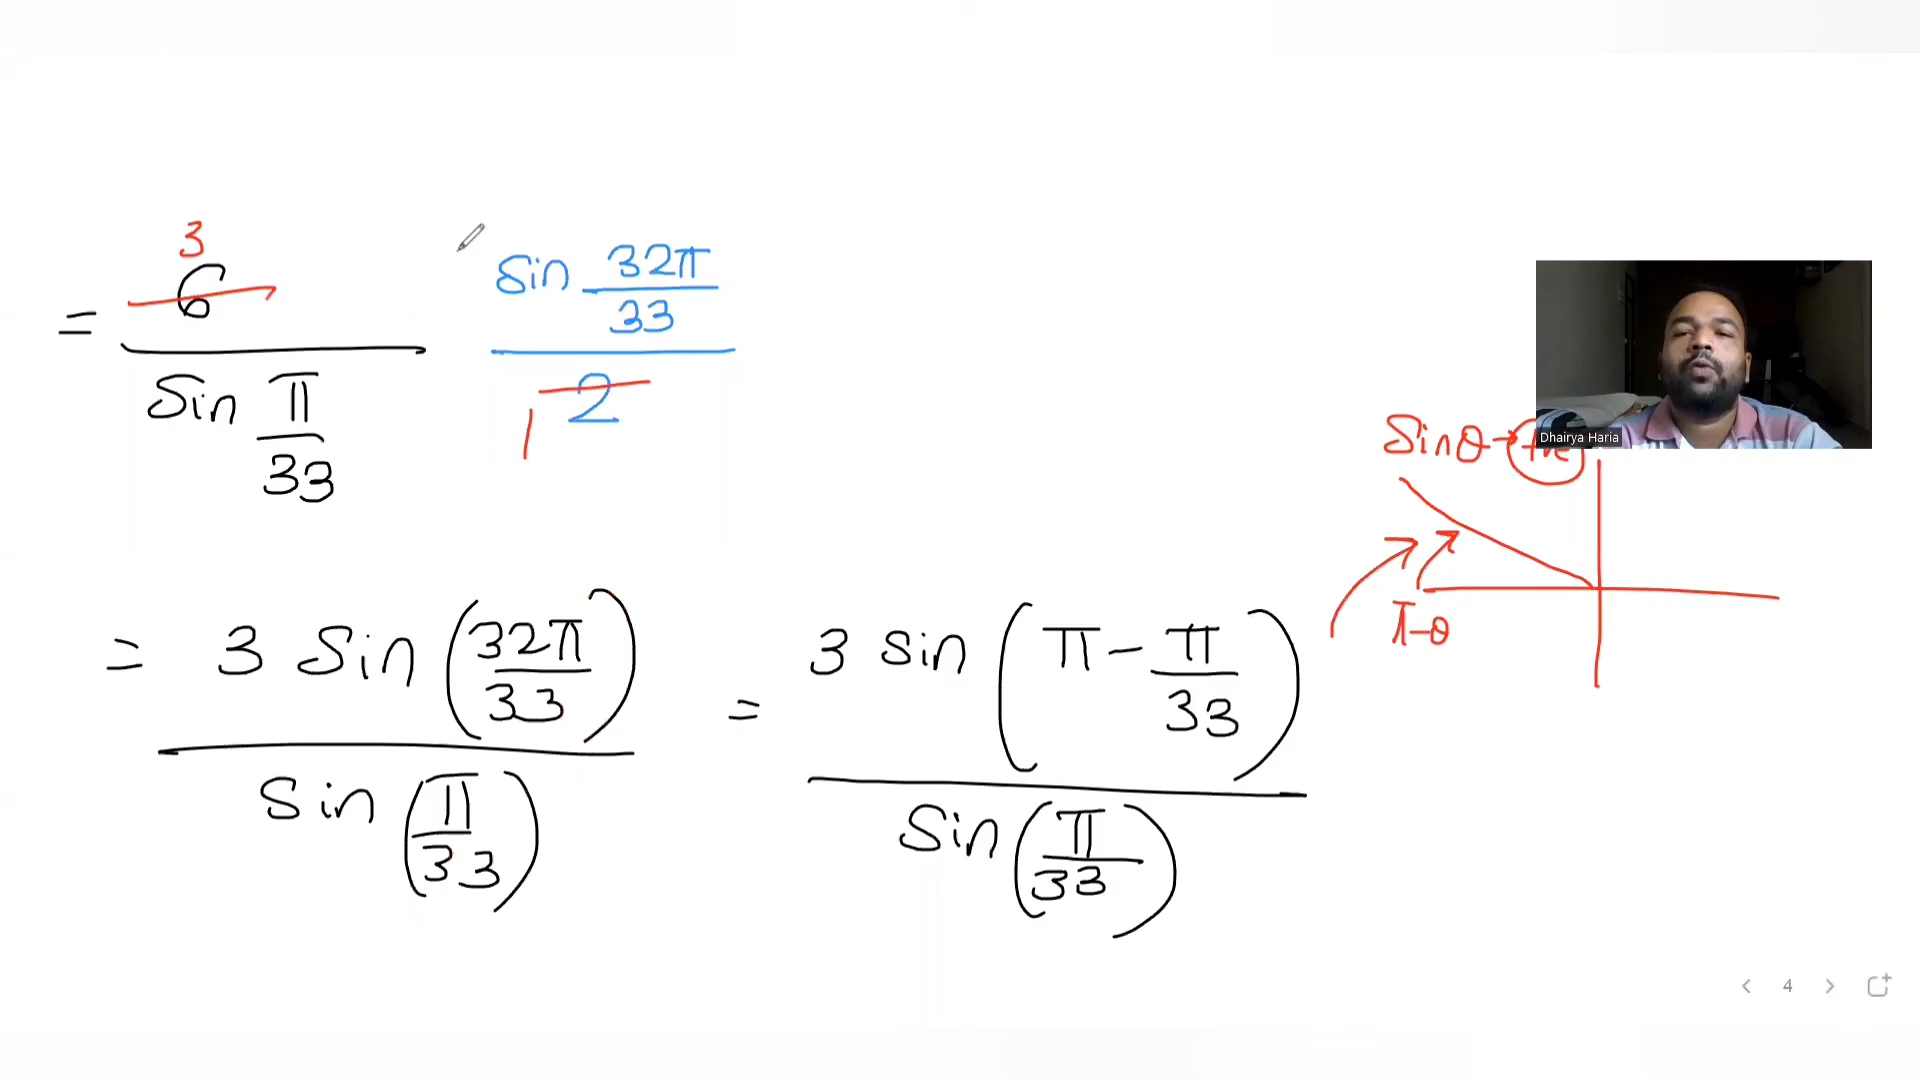 3
= 6 / sin π/33 sin 32π/33 / 2
1
Dhairya Haria
Sinθ → +ve
π-θ
= 3 Sin (32π/33) / Sin (π/33) = 3 sin (π - π/33) / Sin (π/33)
4